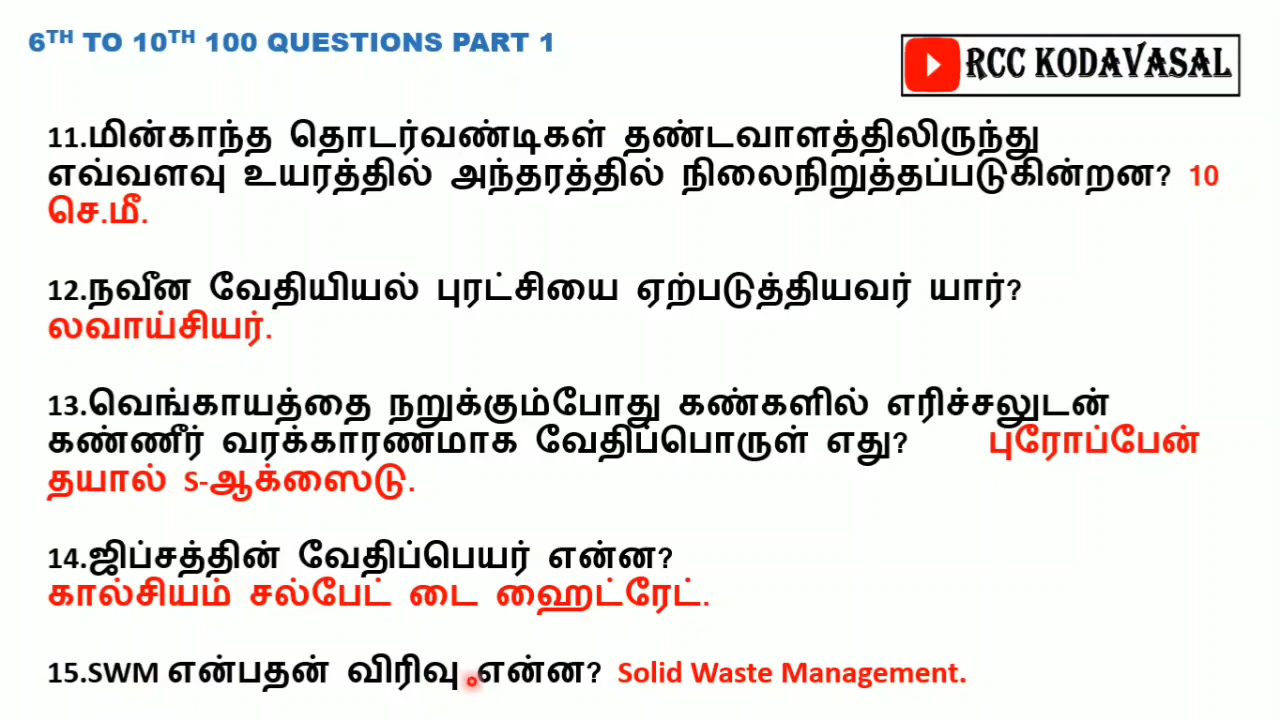 6TH TO 10TH 100 QUESTIONS PART 1
RCC KODAVASAL
11.மின்காந்த தொடர்வண்டிகள் தண்டவாளத்திலிருந்து
எவ்வளவு உயரத்தில் அந்தரத்தில் நிலைநிறுத்தப்படுகின்றன? 10
செ.மீ.
12.நவீன வேதியியல் புரட்சியை ஏற்படுத்தியவர் யார்?
லவாய்சியர்.
13.வெங்காயத்தை நறுக்கும்போது கண்களில் எரிச்சலுடன்
கண்ணீர் வரக்காரணமாக வேதிப்பொருள் எது? புரோப்பேன்
தயால் S-ஆக்ஸைடு.
14.ஜிப்சத்தின் வேதிப்பெயர் என்ன?
கால்சியம் சல்பேட் டை ஹைட்ரேட்.
15.SWM என்பதன் விரிவு என்ன? Solid Waste Management.